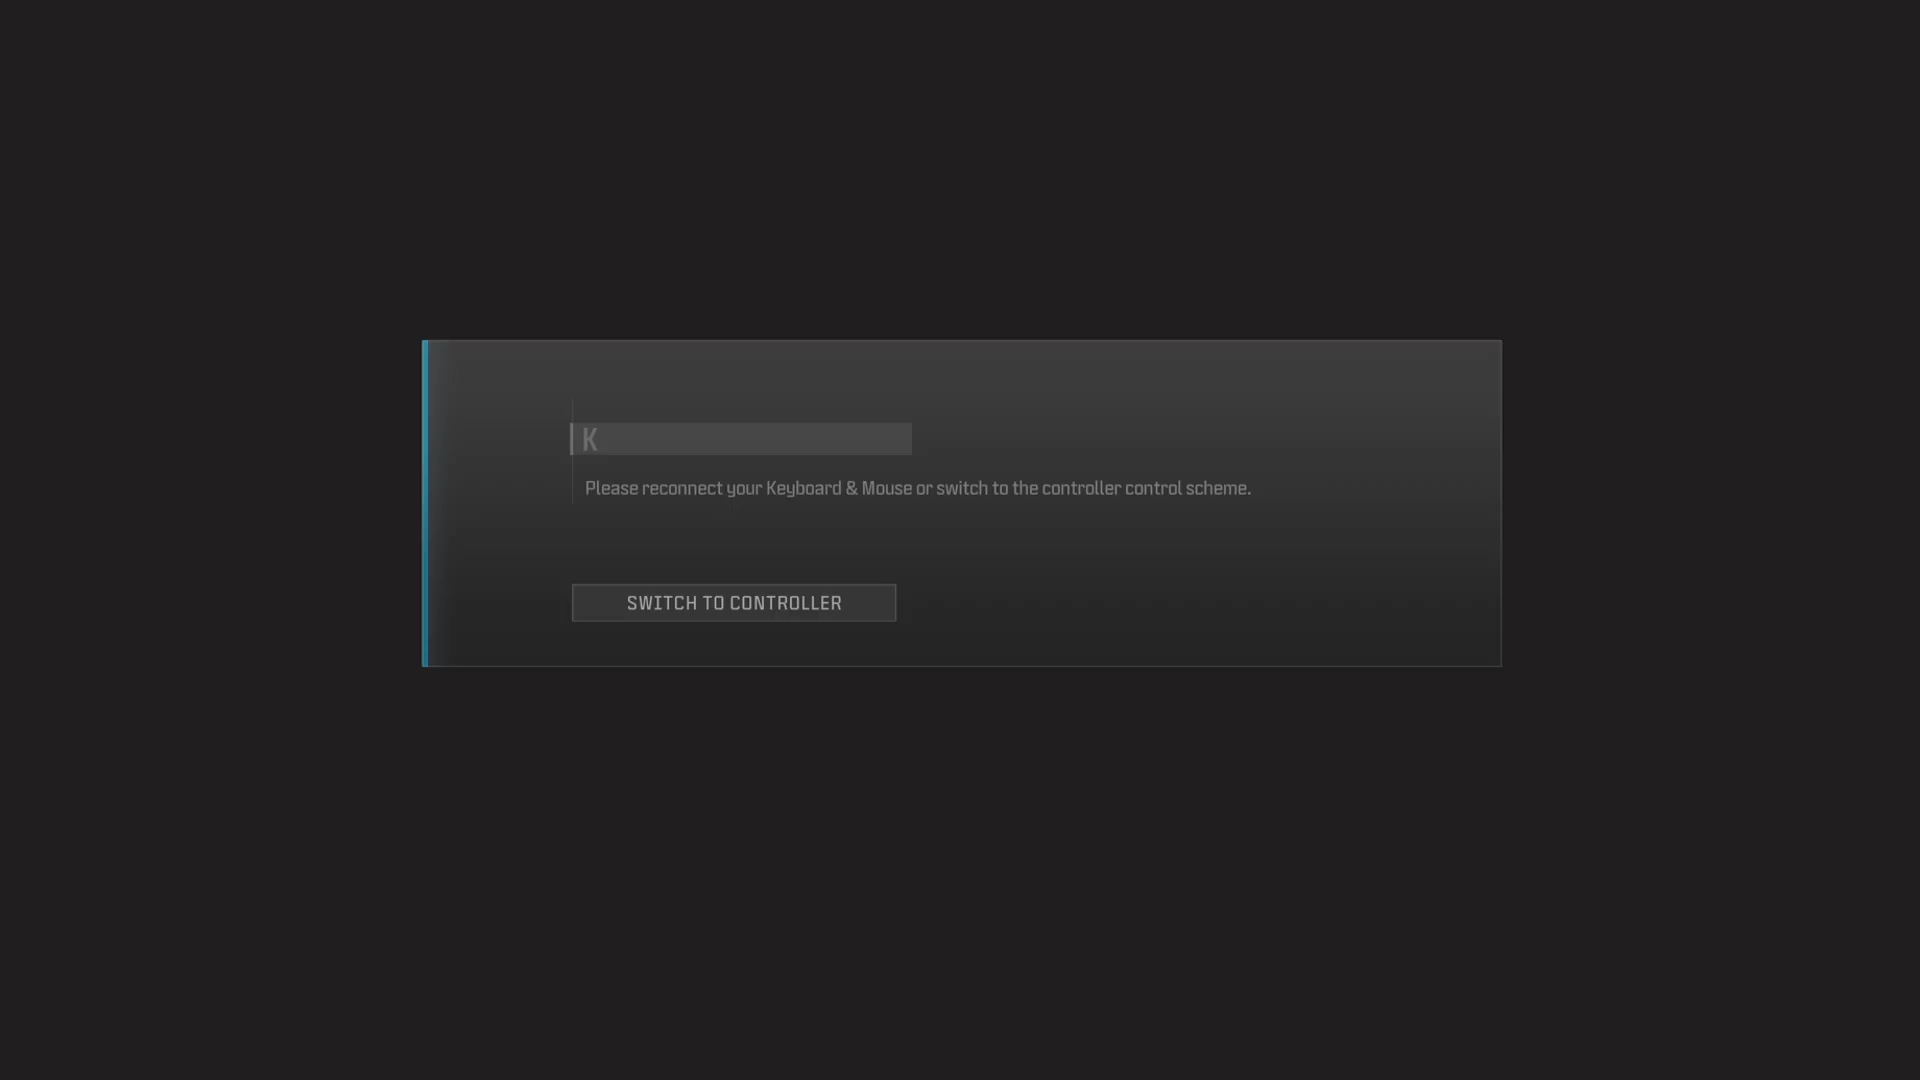 K
Please reconnect your Keyboard & Mouse or switch to the controller control scheme.
SWITCH TO CONTROLLER